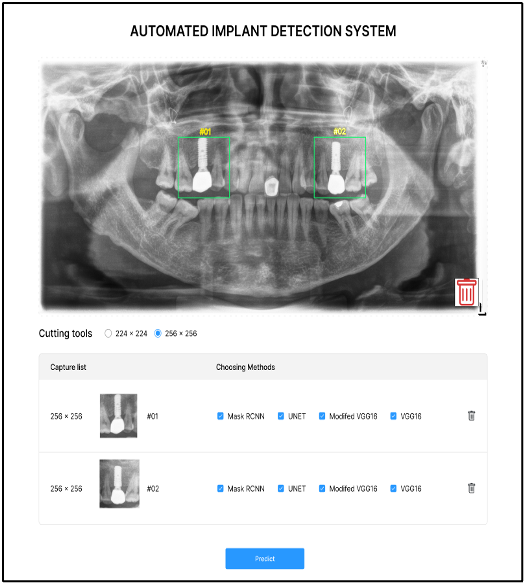 AUTOMATED IMPLANT DETECTION SYSTEM
#01 #02
Cutting tools 224 × 224 256 × 256
Capture list Choosing Methods
256 × 256 #01 Mask RCNN UNET Modifed VGG16 VGG16
256 × 256 #02 Mask RCNN UNET Modifed VGG16 VGG16
Predict